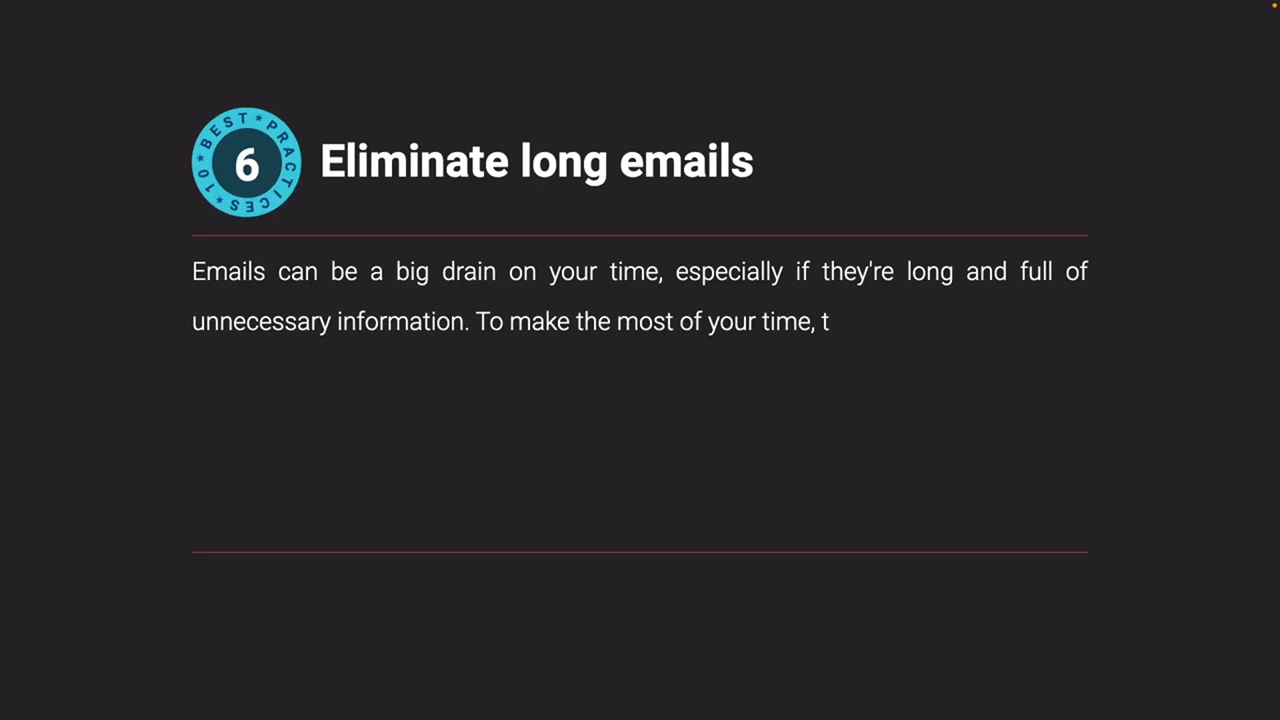 BEST PRACTICES * 10 *
6
Eliminate long emails
Emails can be a big drain on your time, especially if they're long and full of
unnecessary information. To make the most of your time, t